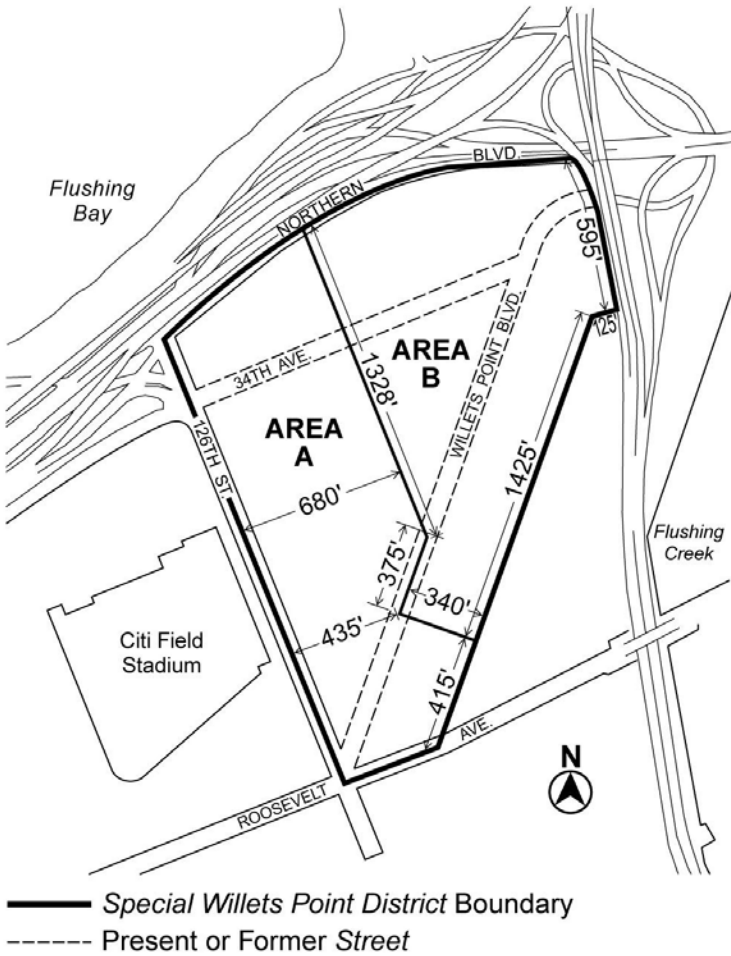 Flushing
Bay
NORTHERN
BLVD.
595'
125'
34TH AVE.
1328'
AREA
B
WILLETS POINT BLVD.
AREA
A
126TH ST.
680'
1425'
Flushing
Creek
375'
340'
435'
Citi Field
Stadium
415'
ROOSEVELT
AVE.
N
Special Willets Point District Boundary
Present or Former Street